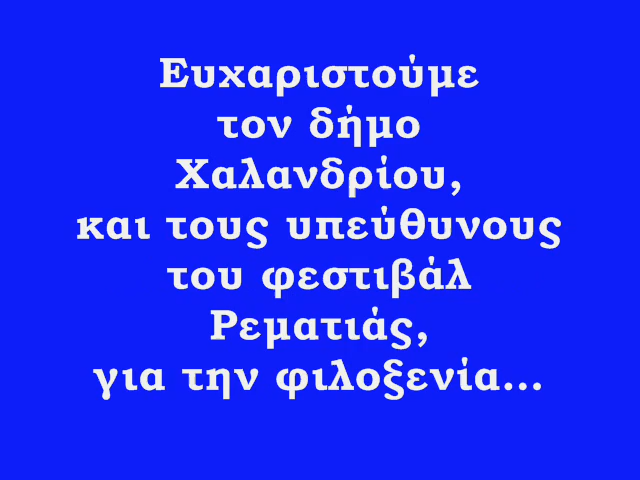 Ευχαριστούμε
τον δήμο
Χαλανδρίου,
και τους υπεύθυνους
του φεστιβάλ
Ρεματιάς,
για την φιλοξενία...